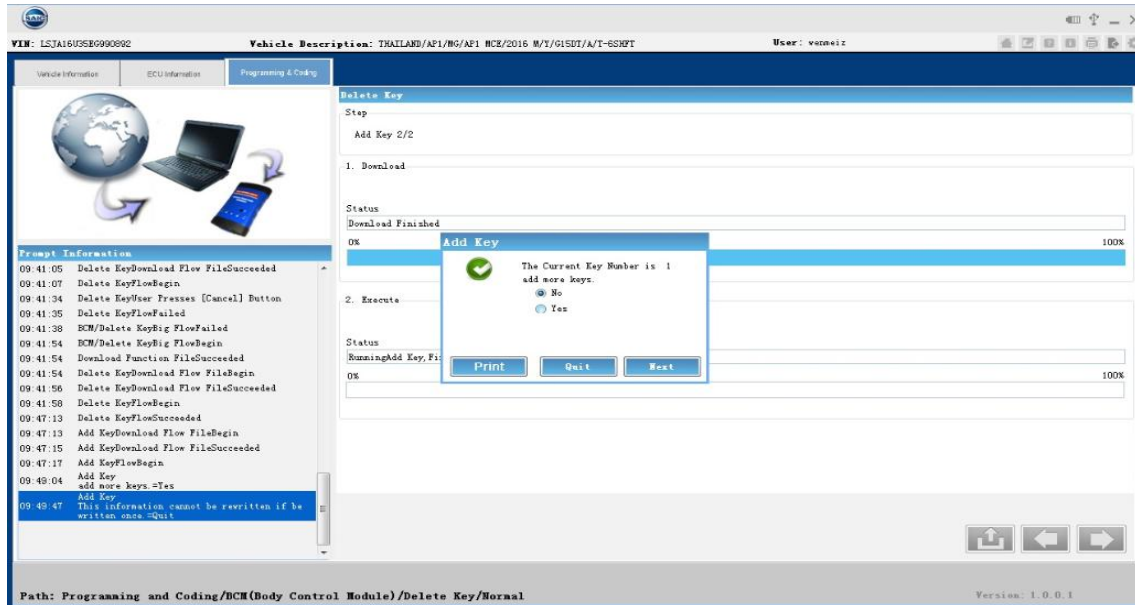 SAIC
VIN: LSJA16U35EG990892 Vehicle Description: THAILAND/AP1/MG/AP1 MCE/2016 M/Y/G15DT/A/T-6SHFT User: venmeiz
Vehicle Information ECU Information Programming & Coding
Delete Key
Step
Add Key 2/2
1. Download
Status
Download Finished
0% 100%
2. Execute
Status
RunningAdd Key,Fi
0% 100%
Add Key
The Current Key Number is 1
add more keys.
No
Yes
Print Quit Next
Prompt Information
09:41:05 Delete KeyDownload Flow FileSucceeded
09:41:07 Delete KeyFlowBegin
09:41:34 Delete KeyUser Presses [Cancel] Button
09:41:35 Delete KeyFlowFailed
09:41:38 BCM/Delete KeyBig FlowFailed
09:41:54 BCM/Delete KeyBig FlowBegin
09:41:54 Download Function FileSucceeded
09:41:54 Delete KeyDownload Flow FileBegin
09:41:56 Delete KeyDownload Flow FileSucceeded
09:41:58 Delete KeyFlowBegin
09:47:13 Delete KeyFlowSucceeded
09:47:13 Add KeyDownload Flow FileBegin
09:47:15 Add KeyDownload Flow FileSucceeded
09:47:17 Add KeyFlowBegin
09:49:04 Add Key
add more keys.=Yes
Add Key
09:49:47 This information cannot be rewritten if be
written once.=Quit
Path: Programming and Coding/BCM(Body Control Module)/Delete Key/Normal Version: 1.0.0.1